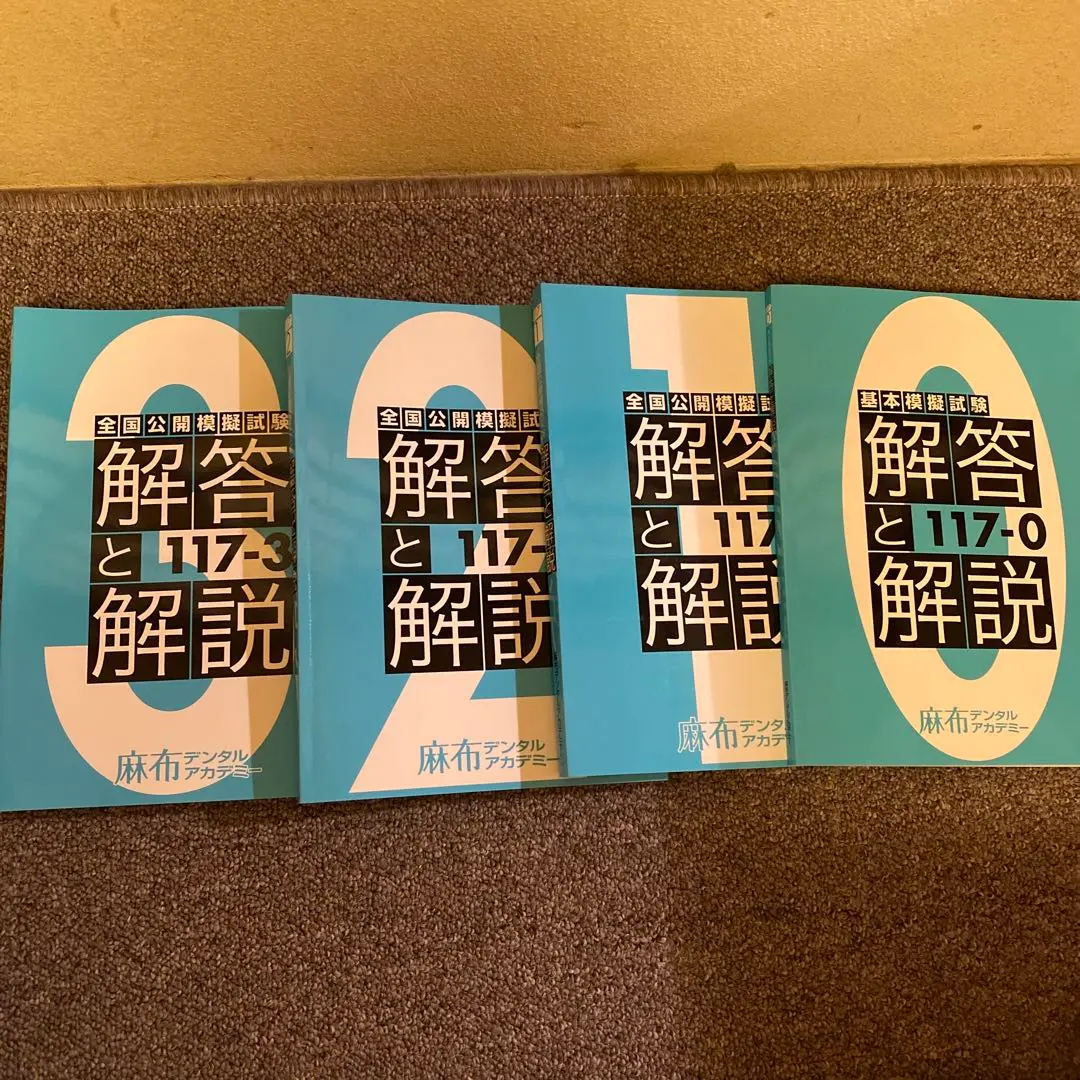 3
全国公開模擬試験
解答
と 117-3
解説
麻布 デンタル
アカデミー
2
全国公開模擬試
解答
と 117-
解説
麻布 デンタル
アカデミー
1
全国公開模擬試
解答
と 117
解説
麻布 デンタ
アカデ
0
基本模擬試験
解答
と 117-0
解説
麻布 デンタル
アカデミー